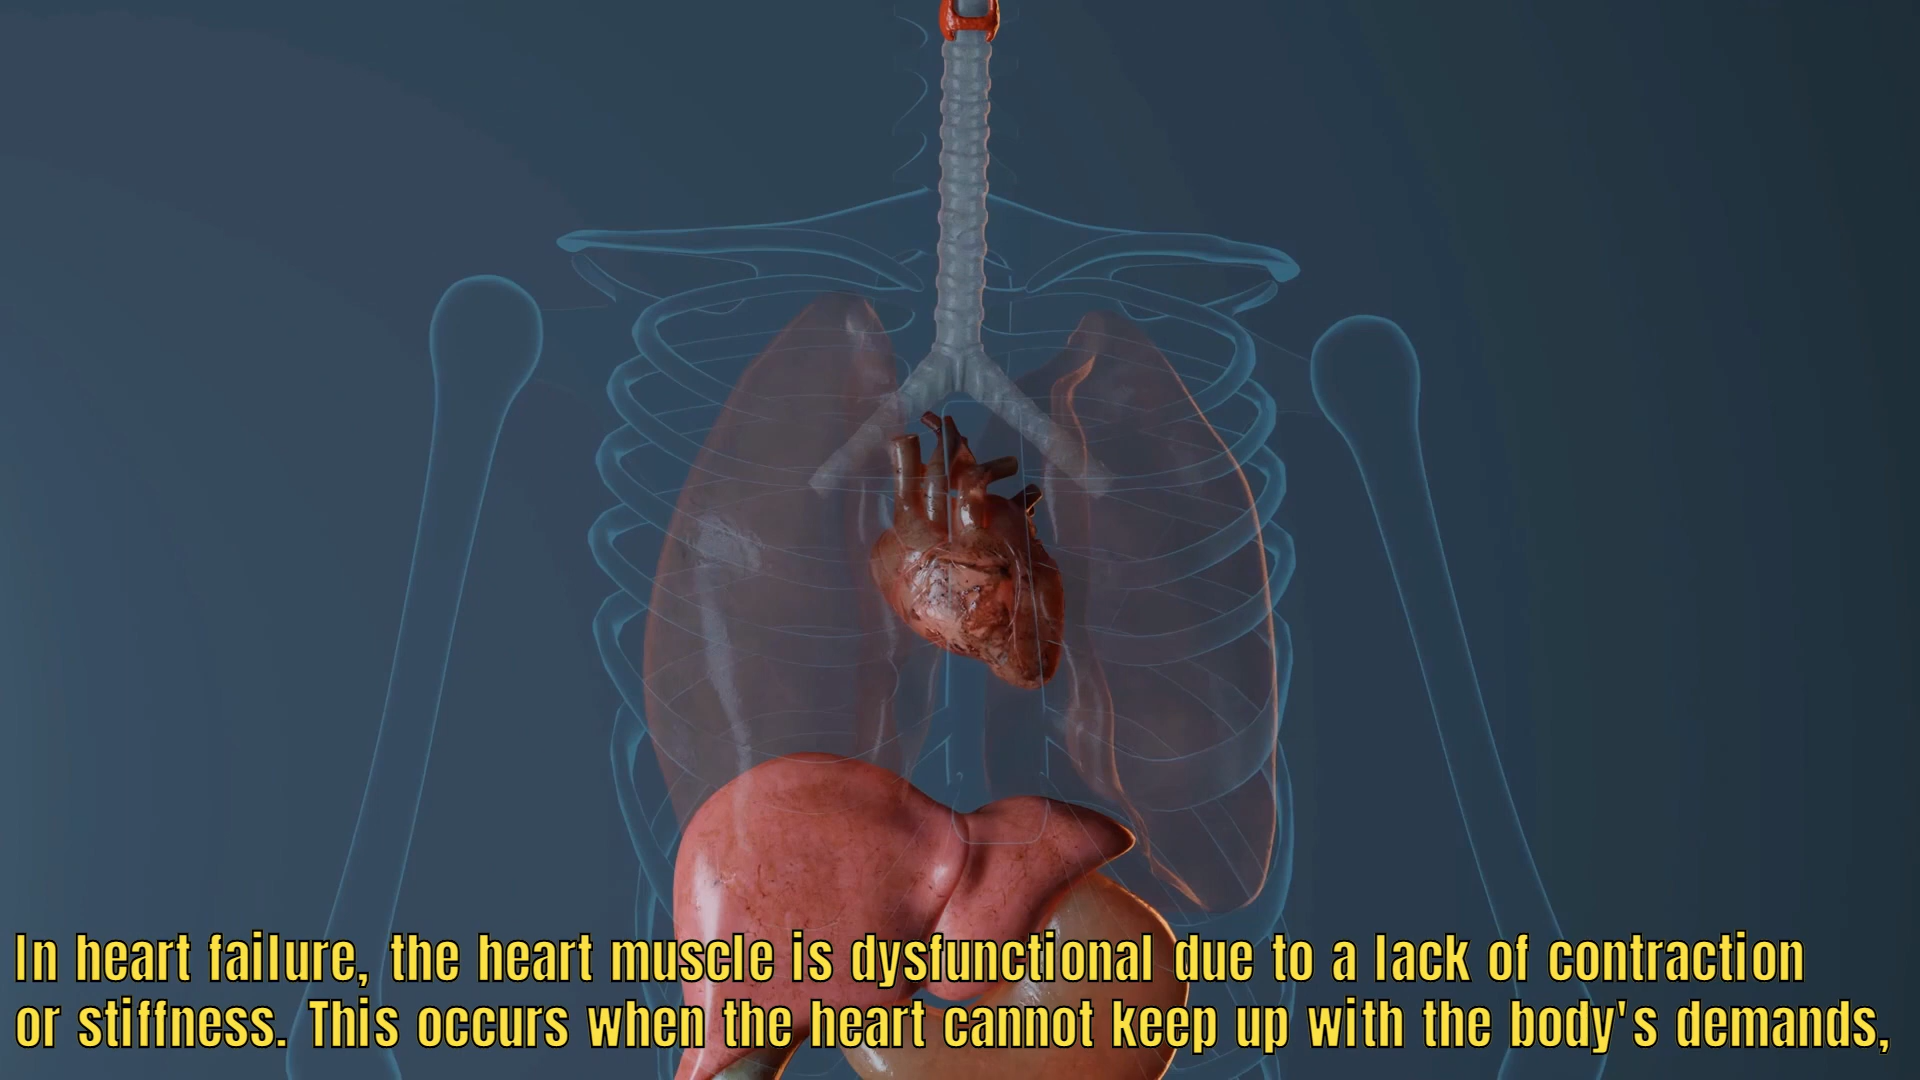 In heart failure, the heart muscle is dysfunctional due to a lack of contraction
or stiffness. This occurs when the heart cannot keep up with the body's demands,